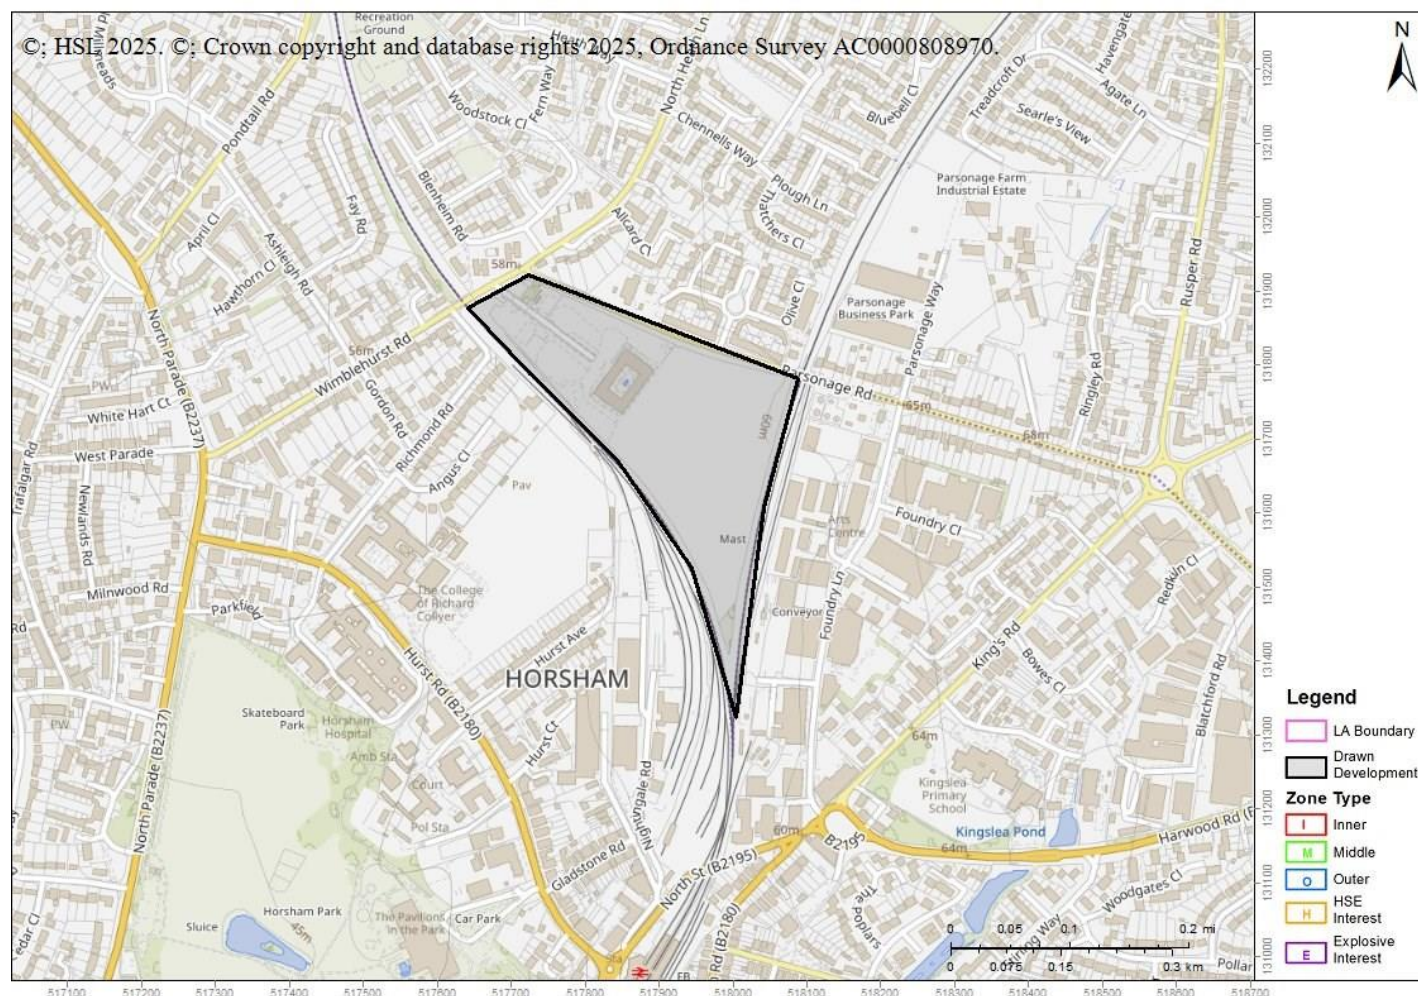 Recreation
Ground
©; HSL 2025. ©; Crown copyright and database rights 2025, Ordnance Survey AC0000808970.
N
Heath Way
North Heath Ln
Fern Way
Woodstock Cl
Pondtail Rd
Bluebell Cl
Treadcroft Dr
Havengate
Agate Ln
Searle's View
Chennells Way
Plough Ln
Thatchers Cl
Parsonage Farm
Industrial Estate
Blenheim Rd
Fay Rd
Allcard Cl
April Cl
Ashleigh Rd
Hawthorn Cl
58m
Olive Cl
Parsonage
Business Park
Parsonage Way
Rusper Rd
North Parade (B2237)
56m
Wimblehurst Rd
PW
White Hart Ct
Gordon Rd
Richmond Rd
Parsonage Rd
65m
68m
Ringley Rd
60m
West Parade
Trafalgar Rd
Angus Cl
Newlands Rd
Pav
Mast
Arts
Centre
Foundry Cl
Redkiln Cl
Milnwood Rd
Parkfield
Rd
The College
of Richard
Collyer
Conveyor
Foundry Ln
King's Rd
Hurst Ave
HORSHAM
Hurst Rd (B2180)
Bowes Cl
Blatchford Rd
Skateboard
Park
Horsham
Hospital
Amb Sta
PW
North Parade (B2237)
Hurst Ct
Court
Pol Sta
Nightingale Rd
64m
Kingslea
Primary
School
Kingslea Pond
60m
B2195
64m
Harwood Rd
Gladstone Rd
North St (B2195)
Horsham Park
45m
Sluice
The Pavilions
in the Park
Car Park
Sta
Rd (B2180)
The Poplars
Woodgates Cl
Way
Pollar
FB
0 0.05 0.1 0.2 mi
0 0.075 0.15 0.3 km
132200
132100
132000
131900
131800
131700
131600
131500
131400
131300
131200
131100
131000
517100 517200 517300 517400 517500 517600 517700 517800 517900 518000 518100 518200 518300 518400 518500 518600 518700
Legend
LA Boundary
Drawn
Development
Zone Type
I Inner
M Middle
O Outer
H HSE
Interest
E Explosive
Interest